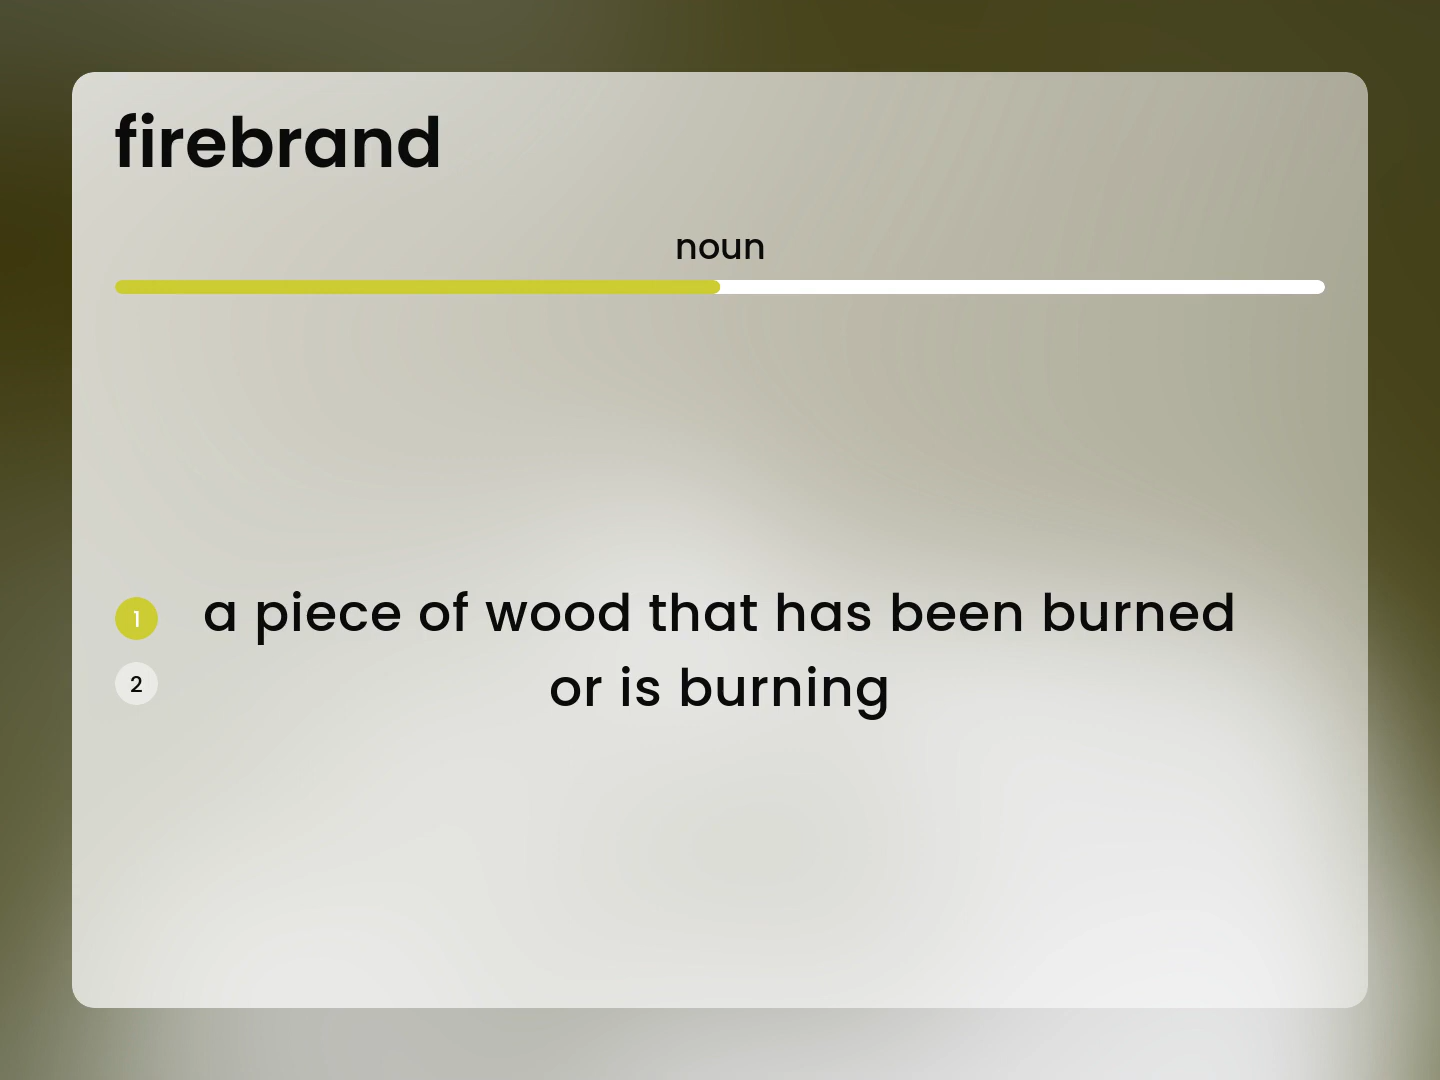 firebrand
noun
1 a piece of wood that has been burned
2 or is burning